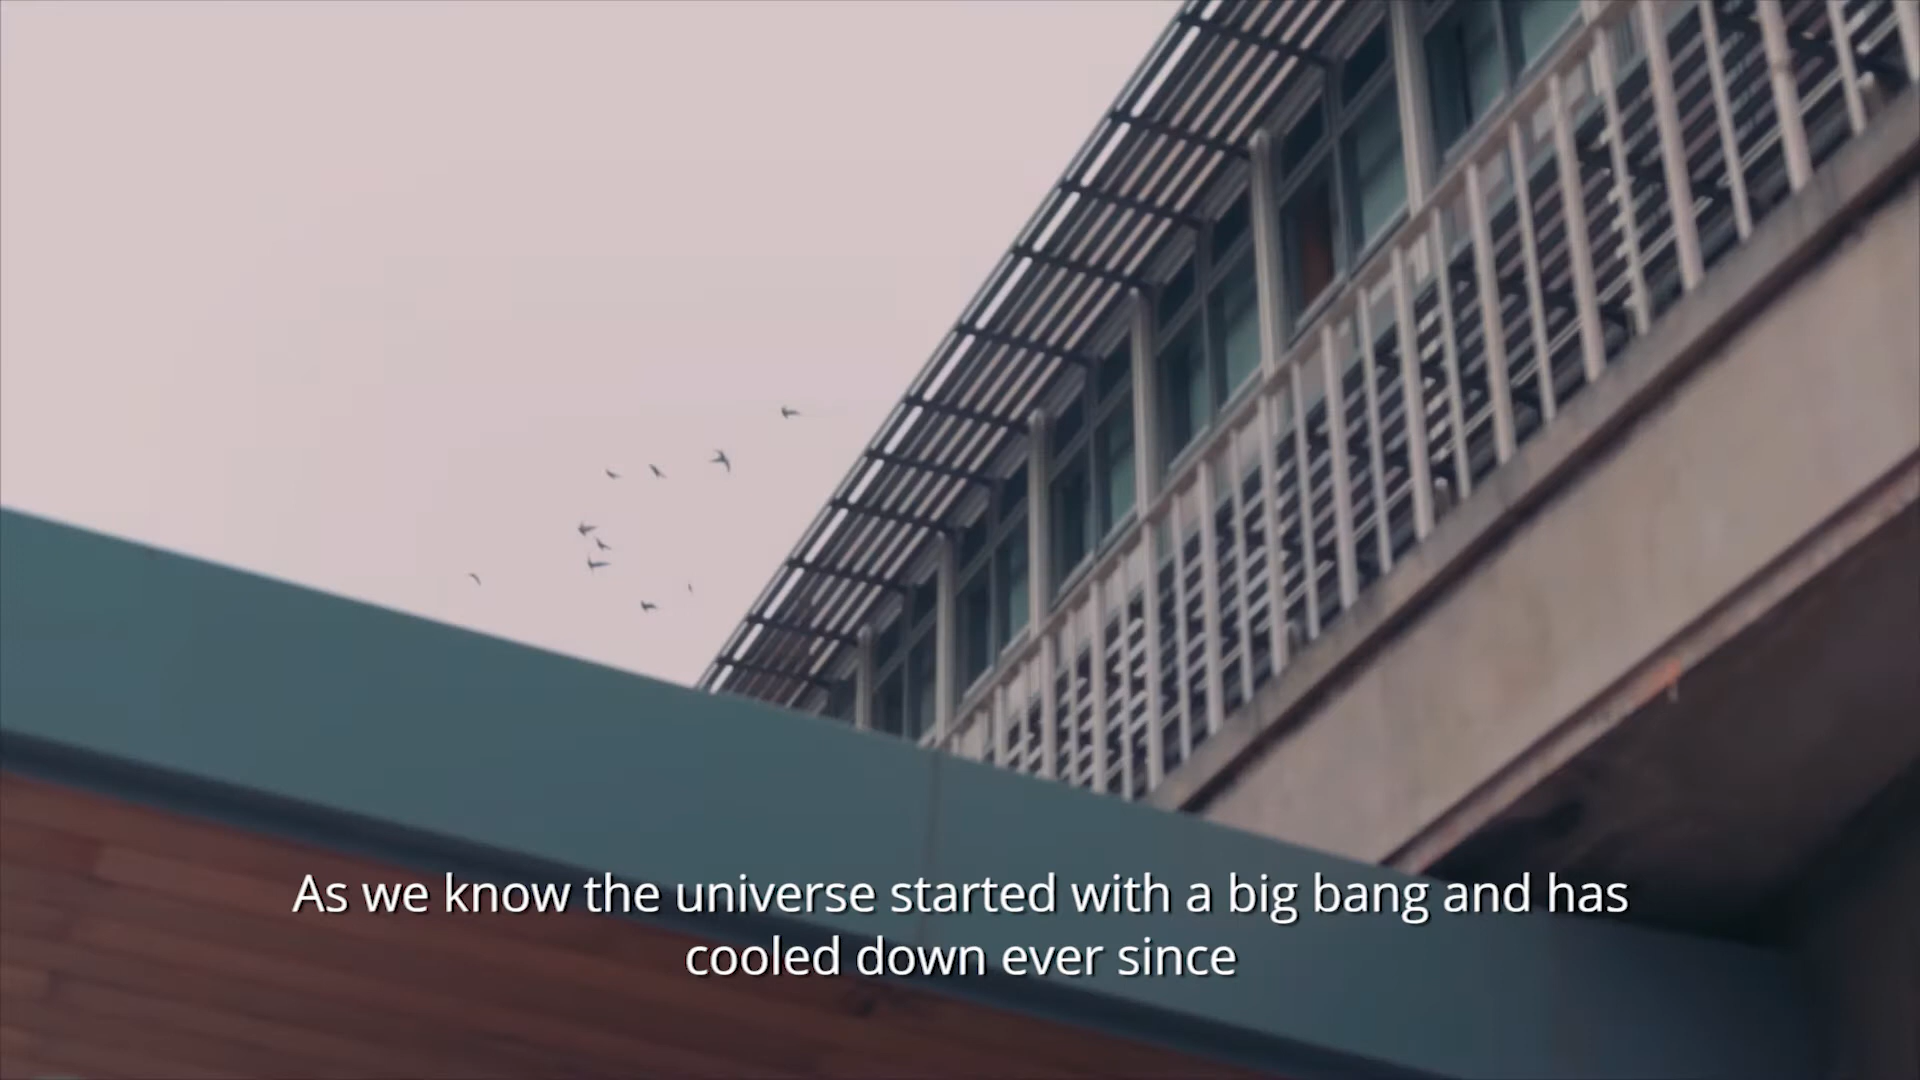 As we know the universe started with a big bang and has
cooled down ever since